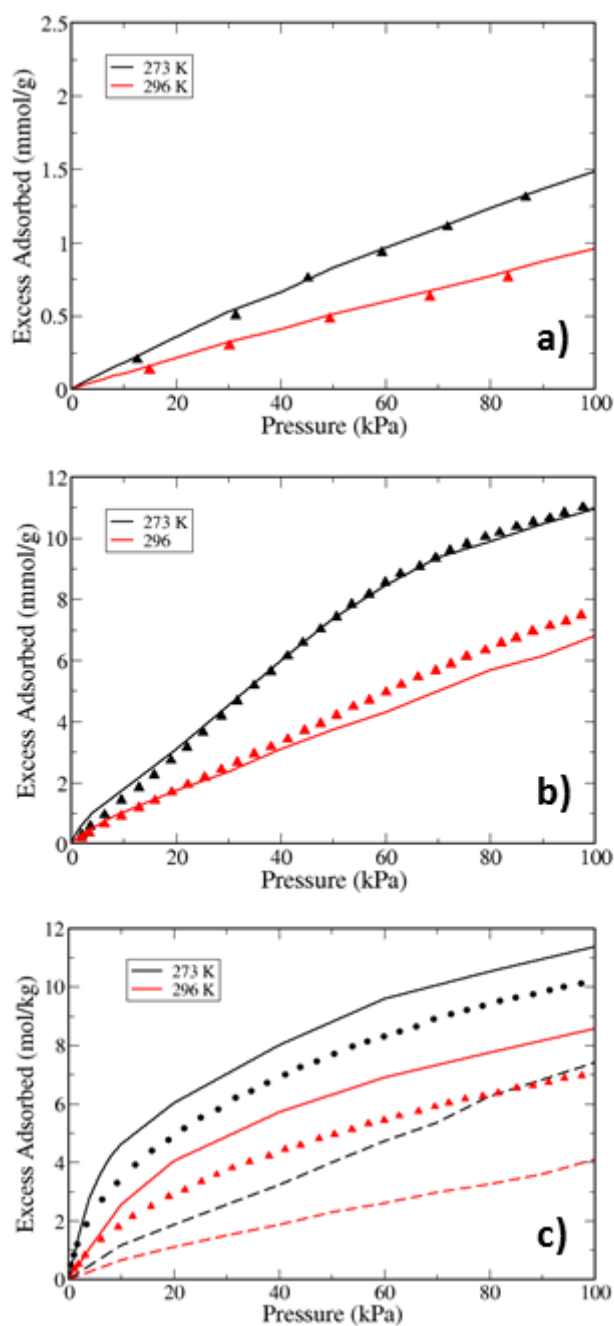 2.5
2
1.5
1
0.5
0
Excess Adsorbed (mmol/g)
273 K
296 K
a)
0 20 40 60 80 100
Pressure (kPa)
12
10
8
6
4
2
0
Excess Adsorbed (mmol/g)
273 K
296
b)
0 20 40 60 80 100
Pressure (kPa)
12
10
8
6
4
2
0
Excess Adsorbed (mol/kg)
273 K
296 K
c)
0 20 40 60 80 100
Pressure (kPa)